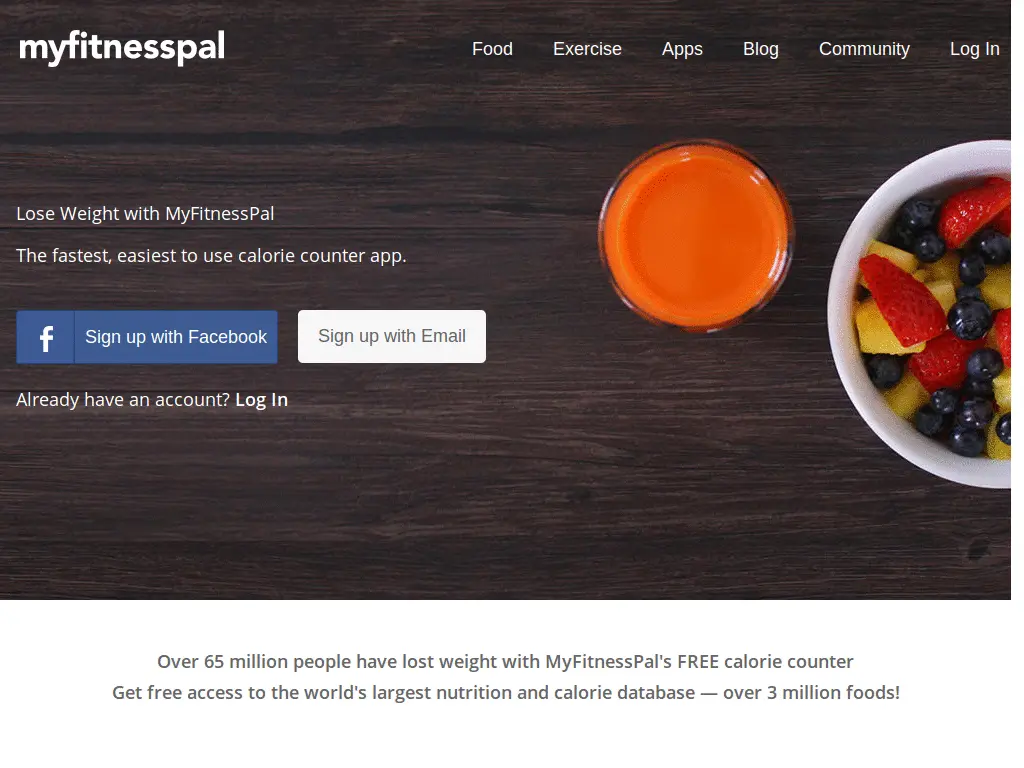 myfitnesspal
Food Exercise Apps Blog Community Log In
Lose Weight with MyFitnessPal
The fastest, easiest to use calorie counter app.
f Sign up with Facebook Sign up with Email
Already have an account? Log In
Over 65 million people have lost weight with MyFitnessPal's FREE calorie counter
Get free access to the world's largest nutrition and calorie database — over 3 million foods!